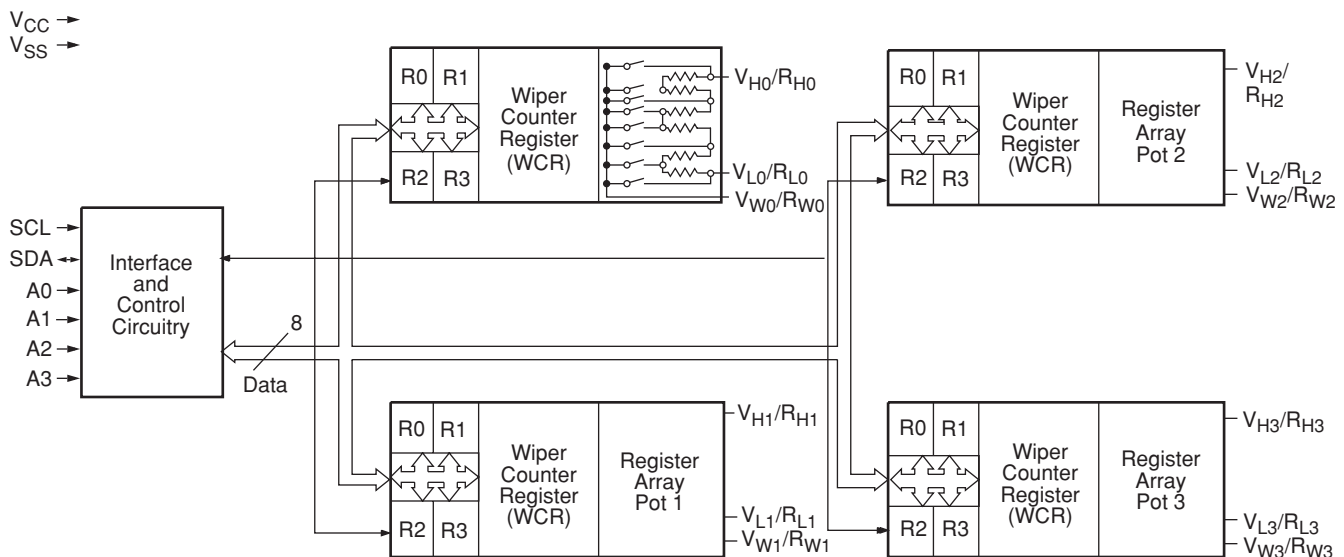 VCC
VSS
R0 R1
R2 R3
Wiper
Counter
Register
(WCR)
VH0/RH0
VL0/RL0
VW0/RW0
R0 R1
R2 R3
Wiper
Counter
Register
(WCR)
Register
Array
Pot 2
VH2/
RH2
VL2/RL2
VW2/RW2
SCL
SDA
A0
A1
A2
A3
Interface
and
Control
Circuitry
8
Data
R0 R1
R2 R3
Wiper
Counter
Register
(WCR)
Register
Array
Pot 1
VH1/RH1
VL1/RL1
VW1/RW1
R0 R1
R2 R3
Wiper
Counter
Register
(WCR)
Register
Array
Pot 3
VH3/RH3
VL3/RL3
VW3/RW3